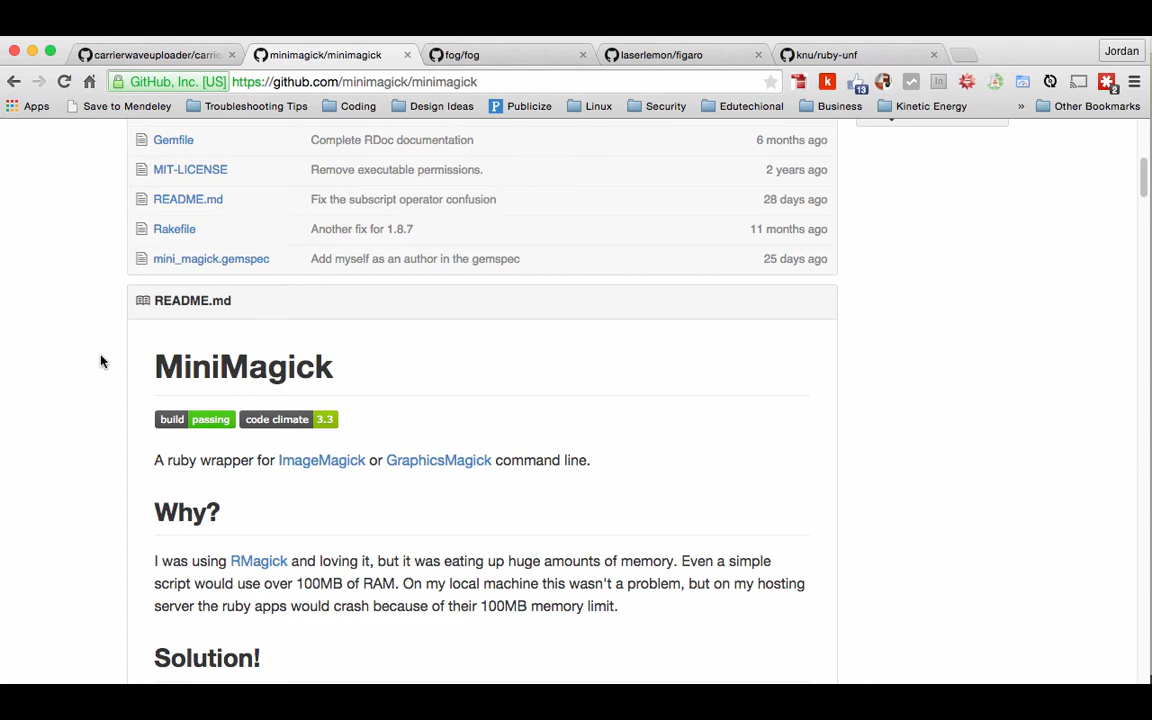 carrierwaveuploader/carrie
minimagick/minimagick
fog/fog
laserlemon/figaro
knu/ruby-unf
Jordan
GitHub, Inc. [US]
https://github.com/minimagick/minimagick
13
2
Apps
Save to Mendeley
Troubleshooting Tips
Coding
Design Ideas
P Publicize
Linux
Security
Eductechional
Business
Kinetic Energy
»
Other Bookmarks
Gemfile Complete RDoc documentation 6 months ago
MIT-LICENSE Remove executable permissions. 2 years ago
README.md Fix the subscript operator confusion 28 days ago
Rakefile Another fix for 1.8.7 11 months ago
mini_magick.gemspec Add myself as an author in the gemspec 25 days ago
README.md
MiniMagick
build passing code climate 3.3
A ruby wrapper for ImageMagick or GraphicsMagick command line.
Why?
I was using RMagick and loving it, but it was eating up huge amounts of memory. Even a simple
script would use over 100MB of RAM. On my local machine this wasn't a problem, but on my hosting
server the ruby apps would crash because of their 100MB memory limit.
Solution!